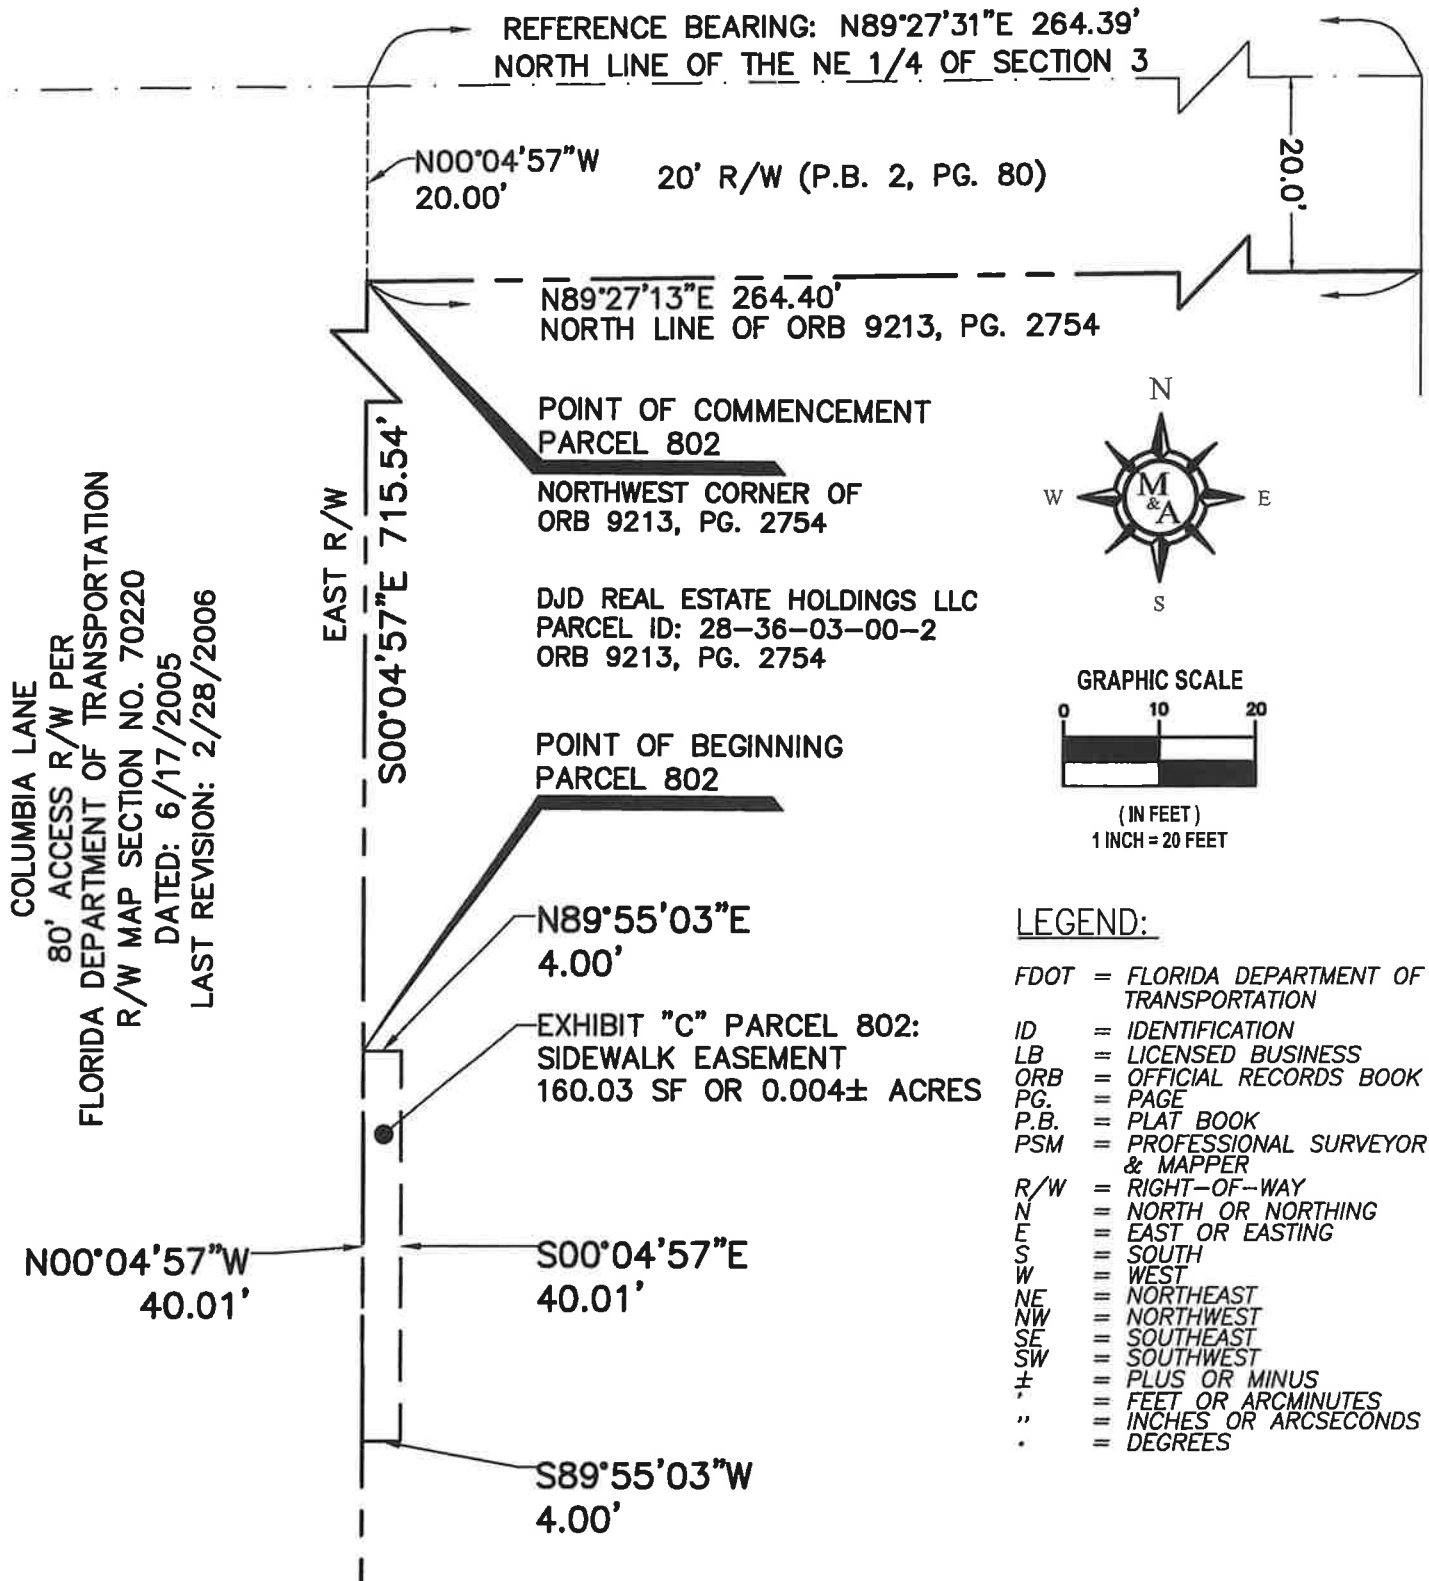 REFERENCE BEARING: N89°27'31"E 264.39'
NORTH LINE OF THE NE 1/4 OF SECTION 3
N00°04'57"W
20.00'
20' R/W (P.B. 2, PG. 80)
20.0'
N89°27'13"E 264.40'
NORTH LINE OF ORB 9213, PG. 2754
POINT OF COMMENCEMENT
PARCEL 802
NORTHWEST CORNER OF
ORB 9213, PG. 2754
EAST R/W
S00°04'57"E 715.54'
COLUMBIA LANE
80' ACCESS R/W PER
FLORIDA DEPARTMENT OF TRANSPORTATION
R/W MAP SECTION NO. 70220
DATED: 6/17/2005
LAST REVISION: 2/28/2006
DJD REAL ESTATE HOLDINGS LLC
PARCEL ID: 28-36-03-00-2
ORB 9213, PG. 2754
N
W
E
S
M
&
A
GRAPHIC SCALE
0 10 20
( IN FEET )
1 INCH = 20 FEET
POINT OF BEGINNING
PARCEL 802
N89°55'03"E
4.00'
EXHIBIT "C" PARCEL 802:
SIDEWALK EASEMENT
160.03 SF OR 0.004± ACRES
N00°04'57"W
40.01'
S00°04'57"E
40.01'
S89°55'03"W
4.00'
LEGEND:
FDOT = FLORIDA DEPARTMENT OF
TRANSPORTATION
ID = IDENTIFICATION
LB = LICENSED BUSINESS
ORB = OFFICIAL RECORDS BOOK
PG. = PAGE
P.B. = PLAT BOOK
PSM = PROFESSIONAL SURVEYOR
& MAPPER
R/W = RIGHT-OF-WAY
N = NORTH OR NORTHING
E = EAST OR EASTING
S = SOUTH
W = WEST
NE = NORTHEAST
NW = NORTHWEST
SE = SOUTHEAST
SW = SOUTHWEST
± = PLUS OR MINUS
' = FEET OR ARCMINUTES
" = INCHES OR ARCSECONDS
° = DEGREES